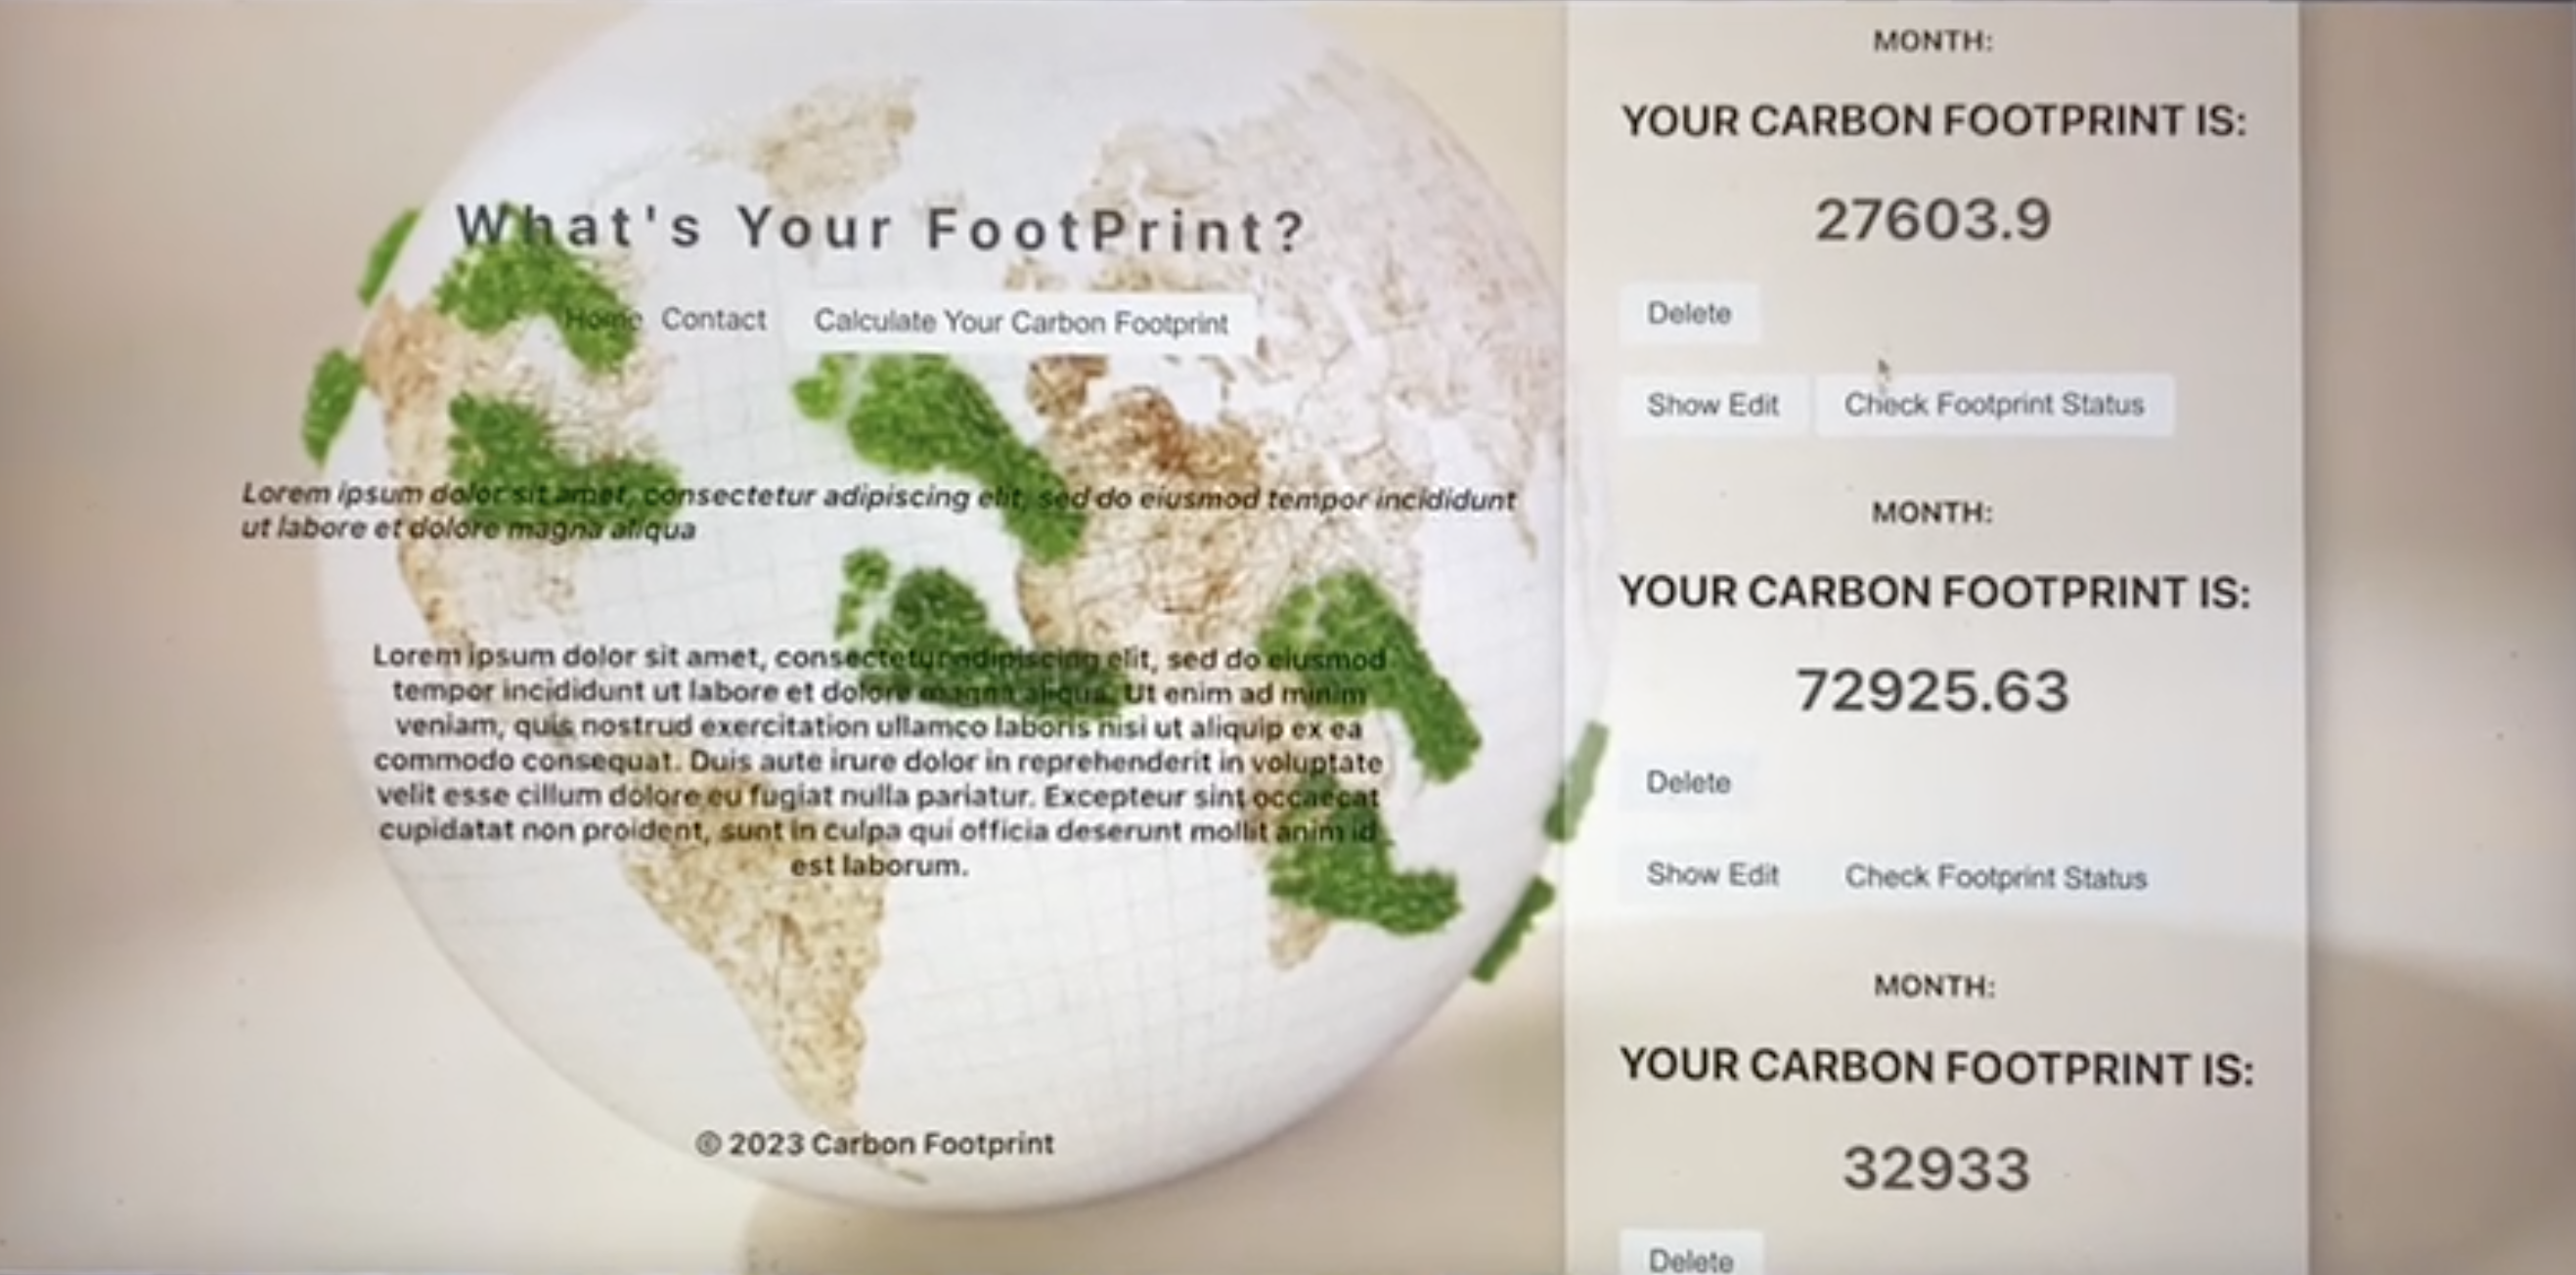 What's Your FootPrint?
Home Contact Calculate Your Carbon Footprint
Lorem ipsum dolor sit amet, consectetur adipiscing elit, sed do eiusmod tempor incididunt
ut labore et dolore magna aliqua
Lorem ipsum dolor sit amet, consectetur adipiscing elit, sed do eiusmod
tempor incididunt ut labore et dolore magna aliqua. Ut enim ad minim
veniam, quis nostrud exercitation ullamco laboris nisi ut aliquip ex ea
commodo consequat. Duis aute irure dolor in reprehenderit in voluptate
velit esse cillum dolore eu fugiat nulla pariatur. Excepteur sint occaecat
cupidatat non proident, sunt in culpa qui officia deserunt mollit anim id
est laborum.
© 2023 Carbon Footprint
MONTH:
YOUR CARBON FOOTPRINT IS:
27603.9
Delete
Show Edit Check Footprint Status
MONTH:
YOUR CARBON FOOTPRINT IS:
72925.63
Delete
Show Edit Check Footprint Status
MONTH:
YOUR CARBON FOOTPRINT IS:
32933
Delete